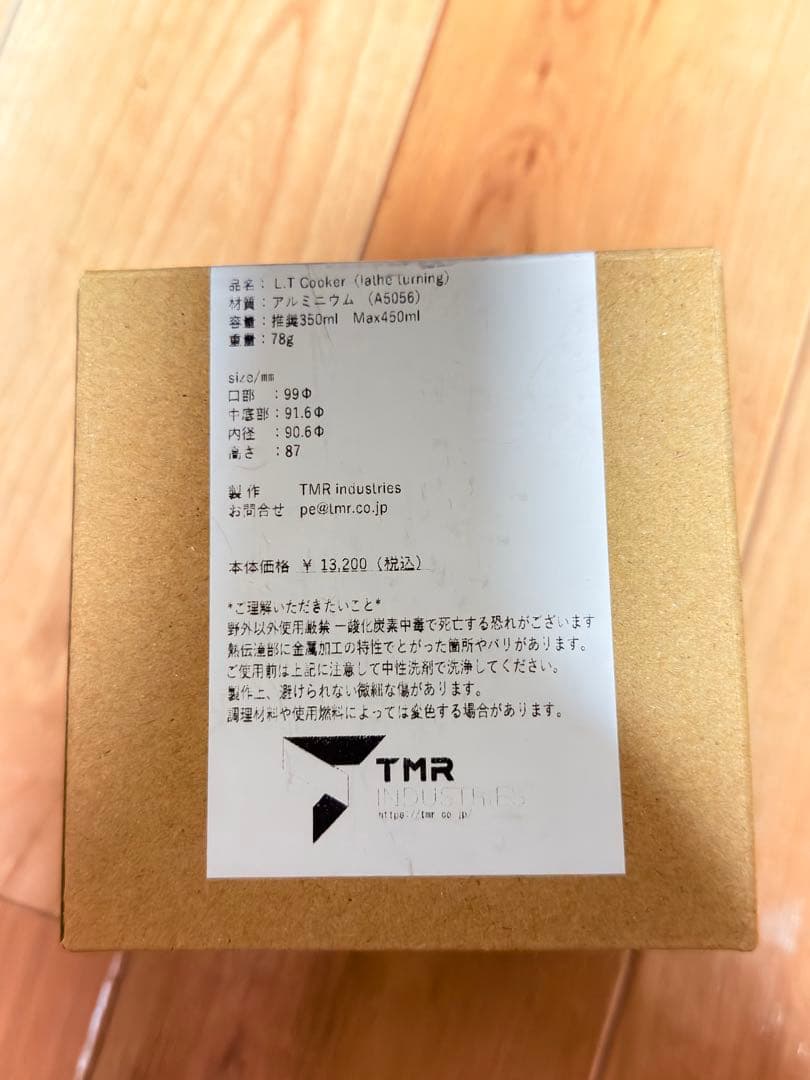 品名： L.T Cooker（lathe turning）
材質：アルミニウム （A5056）
容量：推奨350ml Max450ml
重量：78g
size/mm
口部 ：99Φ
中底部：91.6Φ
内径 ：90.6Φ
高さ ：87
製作 TMR industries
お問合せ pe@tmr.co.jp
本体価格 ￥ 13,200（税込）
*ご理解いただきたいこと*
野外以外使用厳禁 一酸化炭素中毒で死亡する恐れがございます
熱伝達部に金属加工の特性でとがった箇所やバリがあります。
ご使用前は上記に注意して中性洗剤で洗浄してください。
製作上、避けられない微細な傷があります。
調理材料や使用燃料によっては変色する場合があります。
TMR
INDUSTRIES
https://tmr.co.jp/